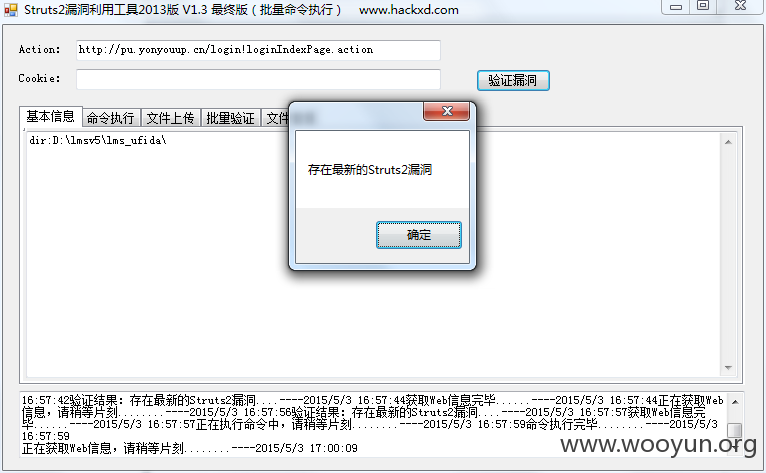 Struts2漏洞利用工具2013版 V1.3 最终版（批量命令执行） www.hackxd.com
Action: http://pu.yonyouup.cn/login!loginIndexPage.action
Cookie:
验证漏洞
基本信息 命令执行 文件上传 批量验证 文件
dir:D:\lmsv5\lms_ufida\
存在最新的Struts2漏洞
确定
16:57:42验证结果: 存在最新的Struts2漏洞....----2015/5/3 16:57:44获取Web信息完毕......----2015/5/3 16:57:44正在获取Web
信息，请稍等片刻........----2015/5/3 16:57:56验证结果: 存在最新的Struts2漏洞....----2015/5/3 16:57:57获取Web信息完
毕......----2015/5/3 16:57:57正在执行命令中，请稍等片刻........----2015/5/3 16:57:59命令执行完毕........----2015/5/3
16:57:59
正在获取Web信息，请稍等片刻........----2015/5/3 17:00:09
www.wooyun.org